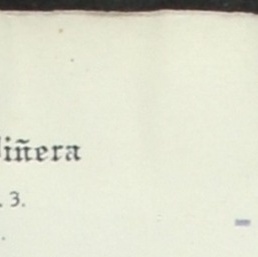 iñera
. 3.
.